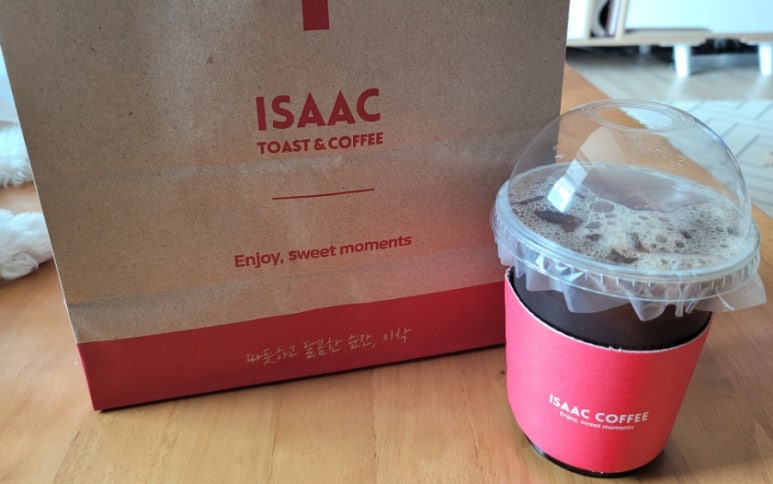 ISAAC
TOAST & COFFEE
Enjoy, sweet moments
따뜻하고 달콤한 순간, 이삭
ISAAC COFFEE
Enjoy, sweet moments